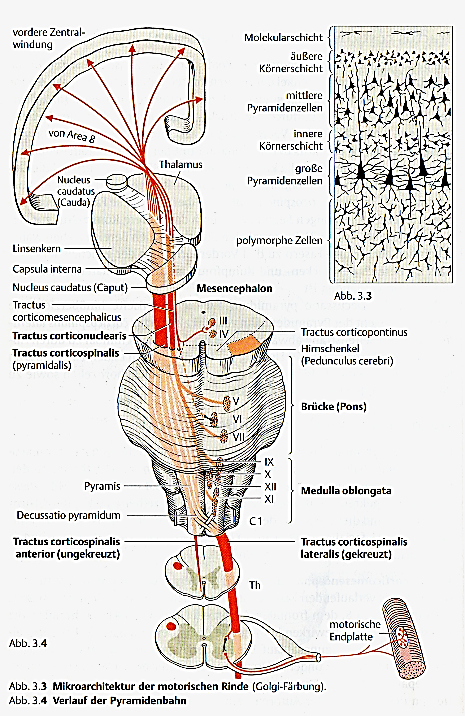 vordere Zentral-
windung
von Area 8
Nucleus
caudatus
(Cauda)
Thalamus
Linsenkern
Capsula interna
Nucleus caudatus (Caput)
Mesencephalon
Tractus
corticomesencephalicus
Tractus corticonuclearis
Tractus corticospinalis
(pyramidalis)
III
IV
Tractus corticopontinus
Hirnschenkel
(Pedunculus cerebri)
V
VI
VII
Brücke (Pons)
IX
X
XII
XI
Medulla oblongata
Pyramis
Decussatio pyramidum
C1
Tractus corticospinalis
anterior (ungekreuzt)
Tractus corticospinalis
lateralis (gekreuzt)
Th
motorische
Endplatte
Abb. 3.4
Molekularschicht
äußere
Körnerschicht
mittlere
Pyramidenzellen
innere
Körnerschicht
große
Pyramidenzellen
polymorphe Zellen
Abb. 3.3
Abb. 3.3 Mikroarchitektur der motorischen Rinde (Golgi-Färbung).
Abb. 3.4 Verlauf der Pyramidenbahn